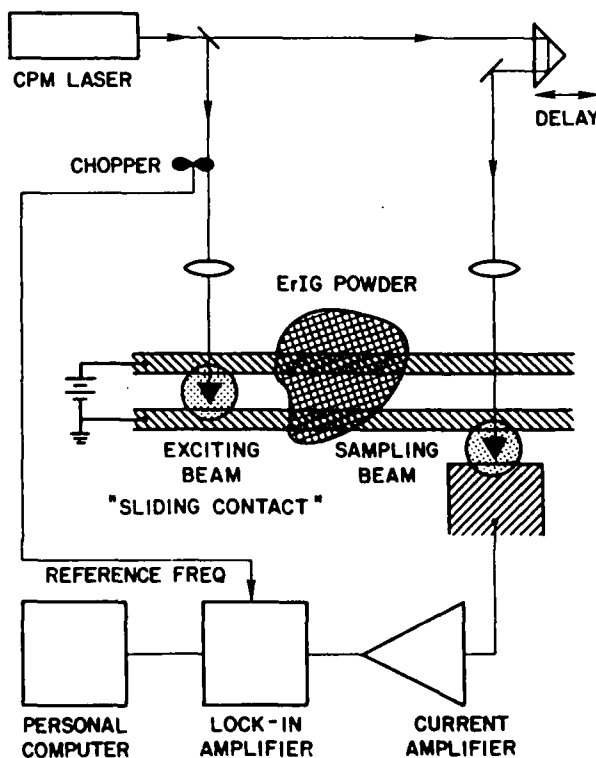 CPM LASER
DELAY
CHOPPER
ErIG POWDER
EXCITING
BEAM
"SLIDING CONTACT"
SAMPLING
BEAM
REFERENCE FREQ
PERSONAL
COMPUTER
LOCK-IN
AMPLIFIER
CURRENT
AMPLIFIER